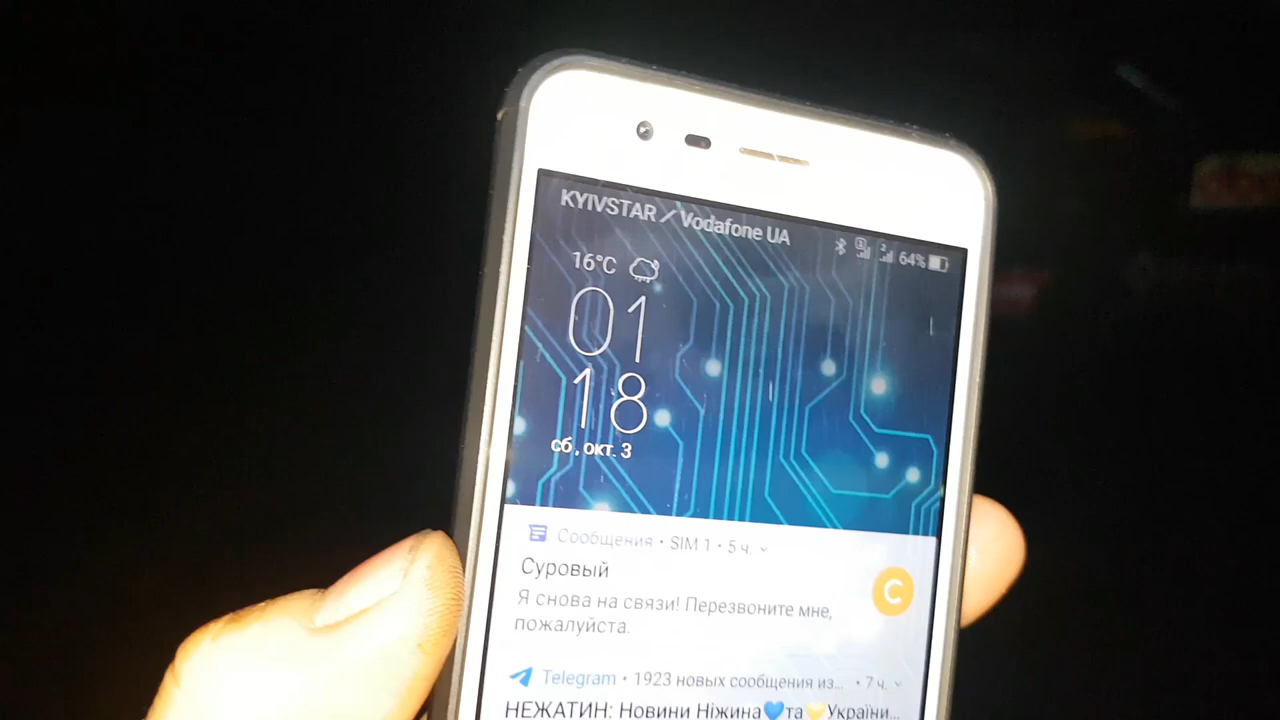 KYIVSTAR / Vodafone UA
64%
16°C
01
18
сб, окт. 3
Сообщения • SIM 1 • 5 ч.
Суровый
С
Я снова на связи! Перезвоните мне,
пожалуйста.
Telegram • 1923 новых сообщения из... • 7 ч.
НЕЖАТИН: Новини Ніжина💙та💛Україн...